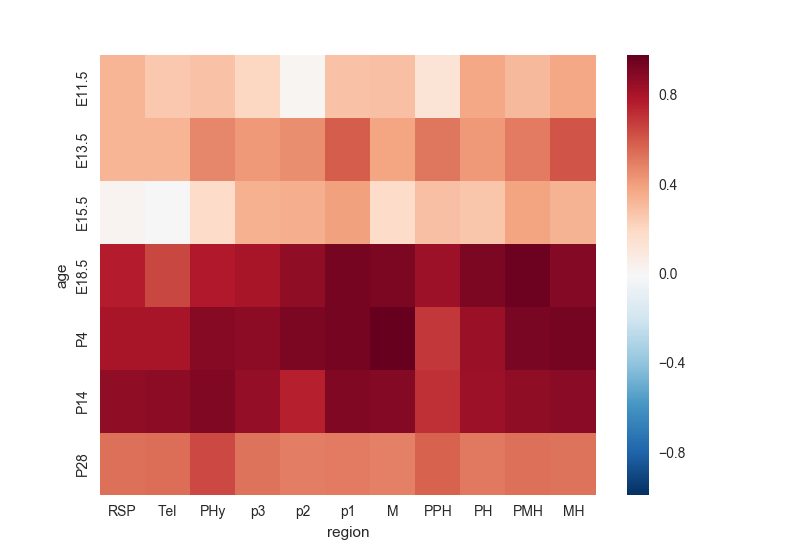 E11.5
E13.5
E15.5
E18.5
P4
P14
P28
age
RSP Tel PHy p3 p2 p1 M PPH PH PMH MH
region
0.8
0.4
0.0
−0.4
−0.8